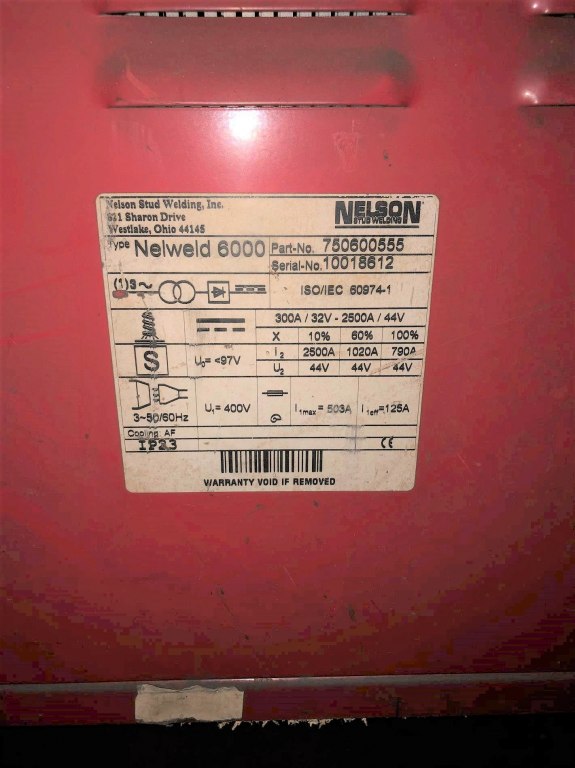 Nelson Stud Welding, Inc.
821 Sharon Drive
Westlake, Ohio 44145
NELSON
STUD WELDING
Type Nelweld 6000
Part-No. 750600555
Serial-No. 10018612
(1)3~
ISO/IEC 60974-1
300A / 32V - 2500A / 44V
X 10% 60% 100%
S
U₀= <97V
I₂ 2500A 1020A 790A
U₂ 44V 44V 44V
3~50/60Hz
U₁= 400V
I1max= 503A
I1eff=125A
Cooling AF
IP23
CE
WARRANTY VOID IF REMOVED